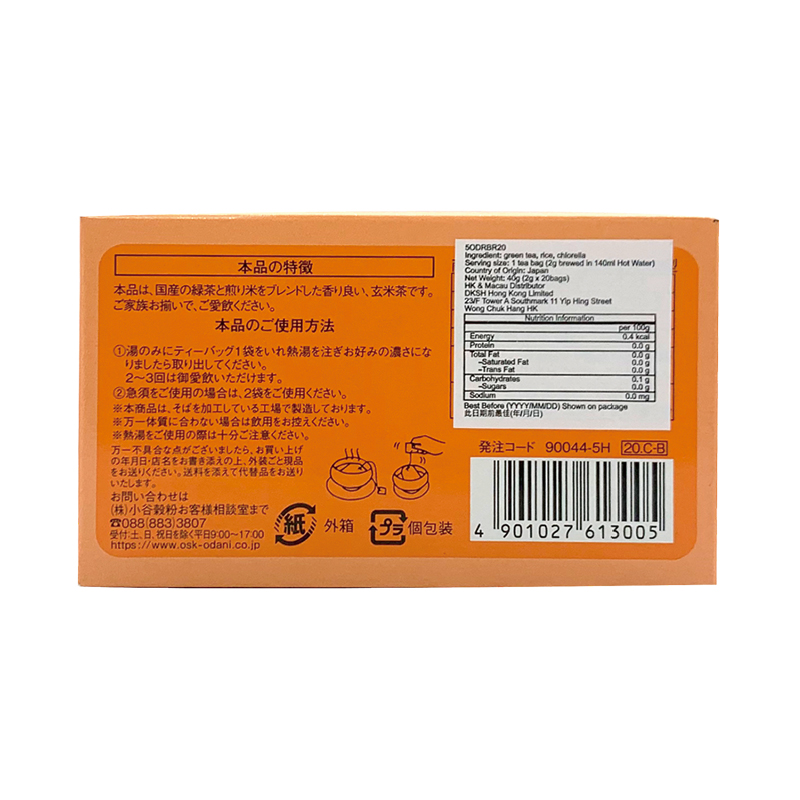 本品の特徴
本品は、国産の緑茶と煎り米をブレンドした香り良い、玄米茶です。
ご家族お揃いで、ご愛飲ください。
本品のご使用方法
①湯のみにティーバッグ1袋をいれ熱湯を注ぎお好みの濃さにな
りましたら取り出してください。
2〜3回は御愛飲いただけます。
②急須をご使用の場合は、2袋をご使用ください。
※本商品は、そばを加工している工場で製造しております。
※万一体質に合わない場合は飲用をお控えください。
※熱湯をご使用の際は十分ご注意ください。
万一不具合な点がございましたら、お買い上げ
の年月日・店名をお書き添えの上、外装ごと現品
をお送りください。送料を添えて代替品をお送り
いたします。
お問い合わせは
(株)小谷穀粉お客様相談室まで
☎088(883)3807
受付:土、日、祝日を除く平日9:00〜17:00
https://www.osk-odani.co.jp
紙 外箱
プラ 個包装
5ODRBR20
Ingredient: green tea, rice, chlorella
Serving size: 1 tea bag (2g brewed in 140ml Hot Water)
Country of Origin: Japan
Net Weight: 40g (2g x 20bags)
HK & Macau Distributor
DKSH Hong Kong Limited
23/F Tower A Southmark 11 Yip Hing Street
Wong Chuk Hang HK
Nutrition Information
per 100g
Energy 0.4 kcal
Protein 0.0 g
Total Fat 0.0 g
-Saturated Fat 0.0 g
-Trans Fat 0.0 g
Carbohydrates 0.1 g
-Sugars 0.0 g
Sodium 0.0 mg
Best Before (YYYY/MM/DD) Shown on package
此日期前最佳(年/月/日)
発注コード 90044-5H 20.C-B
4 901027 613005